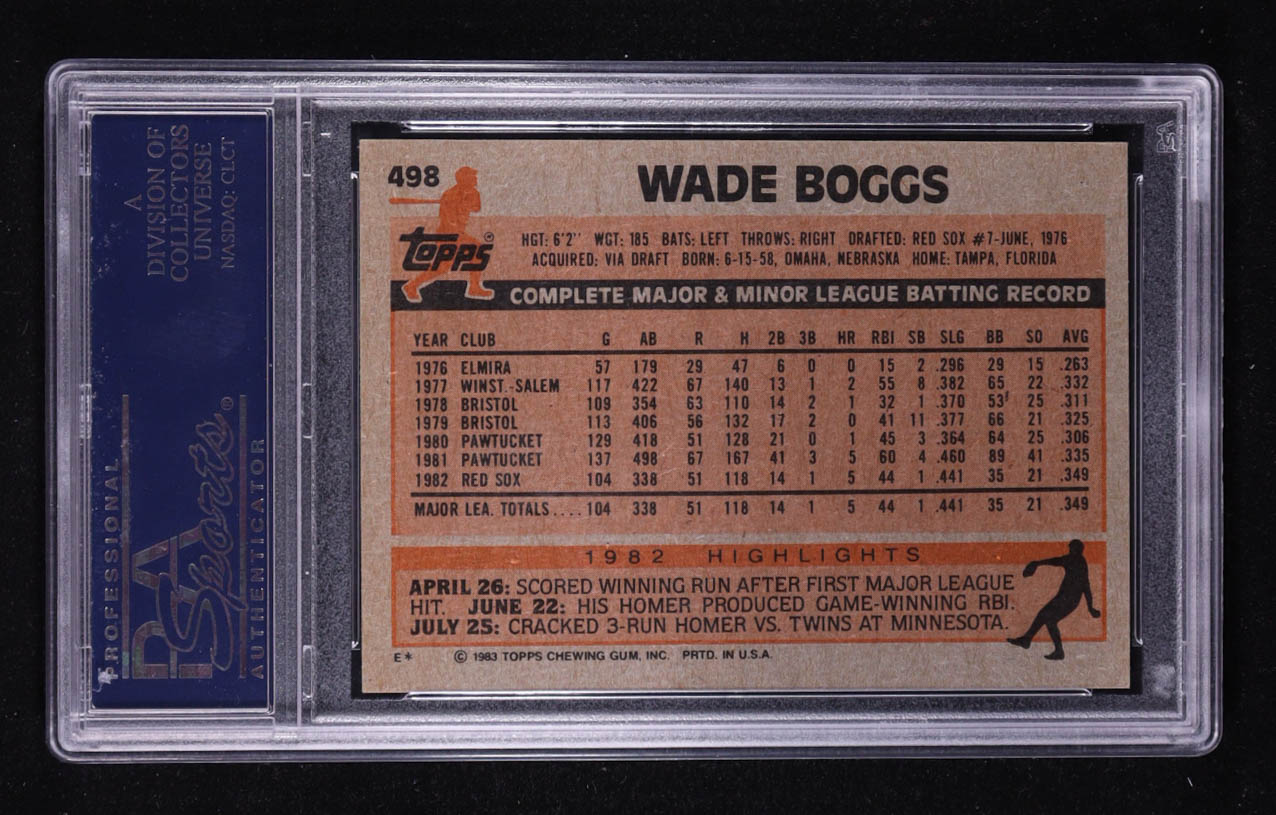 A
DIVISION OF
COLLECTORS
UNIVERSE
NASDAQ: CLCT
PROFESSIONAL
PSA
Sports®
AUTHENTICATOR
498
WADE BOGGS
topps®
HGT: 6'2'' WGT: 185 BATS: LEFT THROWS: RIGHT DRAFTED: RED SOX #7-JUNE, 1976
ACQUIRED: VIA DRAFT BORN: 6-15-58, OMAHA, NEBRASKA HOME: TAMPA, FLORIDA
COMPLETE MAJOR & MINOR LEAGUE BATTING RECORD
YEAR CLUB G AB R H 2B 3B HR RBI SB SLG BB SO AVG
1976 ELMIRA 57 179 29 47 6 0 0 15 2 .296 29 15 .263
1977 WINST.-SALEM 117 422 67 140 13 1 2 55 8 .382 65 22 .332
1978 BRISTOL 109 354 63 110 14 2 1 32 1 .370 53 25 .311
1979 BRISTOL 113 406 56 132 17 2 0 41 11 .377 66 21 .325
1980 PAWTUCKET 129 418 51 128 21 0 1 45 3 .364 64 25 .306
1981 PAWTUCKET 137 498 67 167 41 3 5 60 4 .460 89 41 .335
1982 RED SOX 104 338 51 118 14 1 5 44 1 .441 35 21 .349
MAJOR LEA. TOTALS.... 104 338 51 118 14 1 5 44 1 .441 35 21 .349
1982 HIGHLIGHTS
APRIL 26: SCORED WINNING RUN AFTER FIRST MAJOR LEAGUE
HIT. JUNE 22: HIS HOMER PRODUCED GAME-WINNING RBI.
JULY 25: CRACKED 3-RUN HOMER VS. TWINS AT MINNESOTA.
E* © 1983 TOPPS CHEWING GUM, INC. PRTD. IN U.S.A.